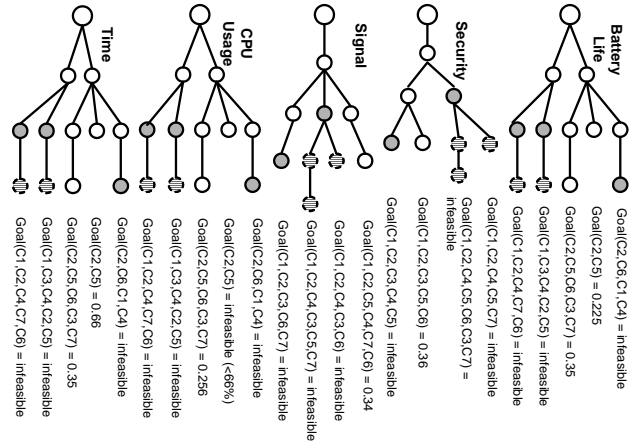 Battery
Life
Goal(C2,C6,C1,C4) = infeasible
Goal(C2,C5) = 0.225
Goal(C2,C5,C6,C3,C7) = 0.35
Goal(C1,C3,C4,C2,C5) = infeasible
Goal(C1,C2,C4,C7,C6) = infeasible
Security
Goal(C1,C2,C4,C5,C7) = infeasible
Goal(C1,C2,C4,C5,C6,C3,C7) =
infeasible
Goal(C1,C2,C3,C5,C6) = 0.36
Goal(C1,C2,C3,C4,C5) = infeasible
Signal
Goal(C1,C2,C5,C4,C7,C6) = 0.34
Goal(C1,C2,C4,C3,C6) = infeasible
Goal(C1,C2,C4,C3,C5,C7) = infeasible
Goal(C1,C2,C3,C6,C7) = infeasible
CPU
Usage
Goal(C2,C6,C1,C4) = infeasible
Goal(C2,C5) = infeasible (<66%)
Goal(C2,C5,C6,C3,C7) = 0.256
Goal(C1,C3,C4,C2,C5) = infeasible
Goal(C1,C2,C4,C7,C6) = infeasible
Time
Goal(C2,C6,C1,C4) = infeasible
Goal(C2,C5) = 0.66
Goal(C2,C5,C6,C3,C7) = 0.35
Goal(C1,C3,C4,C2,C5) = infeasible
Goal(C1,C2,C4,C7,C6) = infeasible